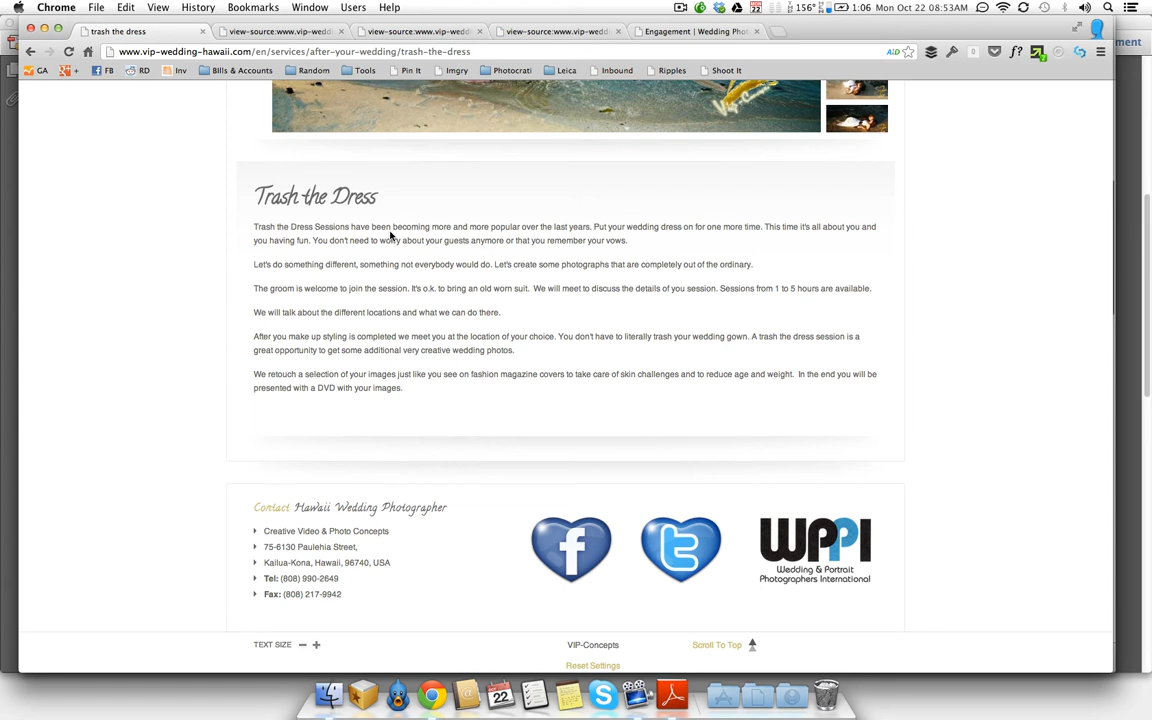 Chrome File Edit View History Bookmarks Window Users Help 156° 1:06 Mon Oct 22 08:53AM
trash the dress view-source:www.vip-wedd view-source:www.vip-wedd view-source:www.vip-wedd Engagement | Wedding Pho
www.vip-wedding-hawaii.com/en/services/after-your-wedding/trash-the-dress
GA + FB RD Inv Bills & Accounts Random Tools Pin It Imgry Photocrati Leica Inbound Ripples Shoot It
Trash the Dress
Trash the Dress Sessions have been becoming more and more popular over the last years. Put your wedding dress on for one more time. This time it's all about you and
you having fun. You don't need to worry about your guests anymore or that you remember your vows.
Let's do something different, something not everybody would do. Let's create some photographs that are completely out of the ordinary.
The groom is welcome to join the session. It's o.k. to bring an old worn suit. We will meet to discuss the details of you session. Sessions from 1 to 5 hours are available.
We will talk about the different locations and what we can do there.
After you make up styling is completed we meet you at the location of your choice. You don't have to literally trash your wedding gown. A trash the dress session is a
great opportunity to get some additional very creative wedding photos.
We retouch a selection of your images just like you see on fashion magazine covers to take care of skin challenges and to reduce age and weight. In the end you will be
presented with a DVD with your images.
Contact Hawaii Wedding Photographer
Creative Video & Photo Concepts
75-6130 Paulehia Street,
Kailua-Kona, Hawaii, 96740, USA
Tel: (808) 990-2649
Fax: (808) 217-9942
f
t
WPPI
Wedding & Portrait
Photographers International
TEXT SIZE VIP-Concepts Scroll To Top
Reset Settings
22